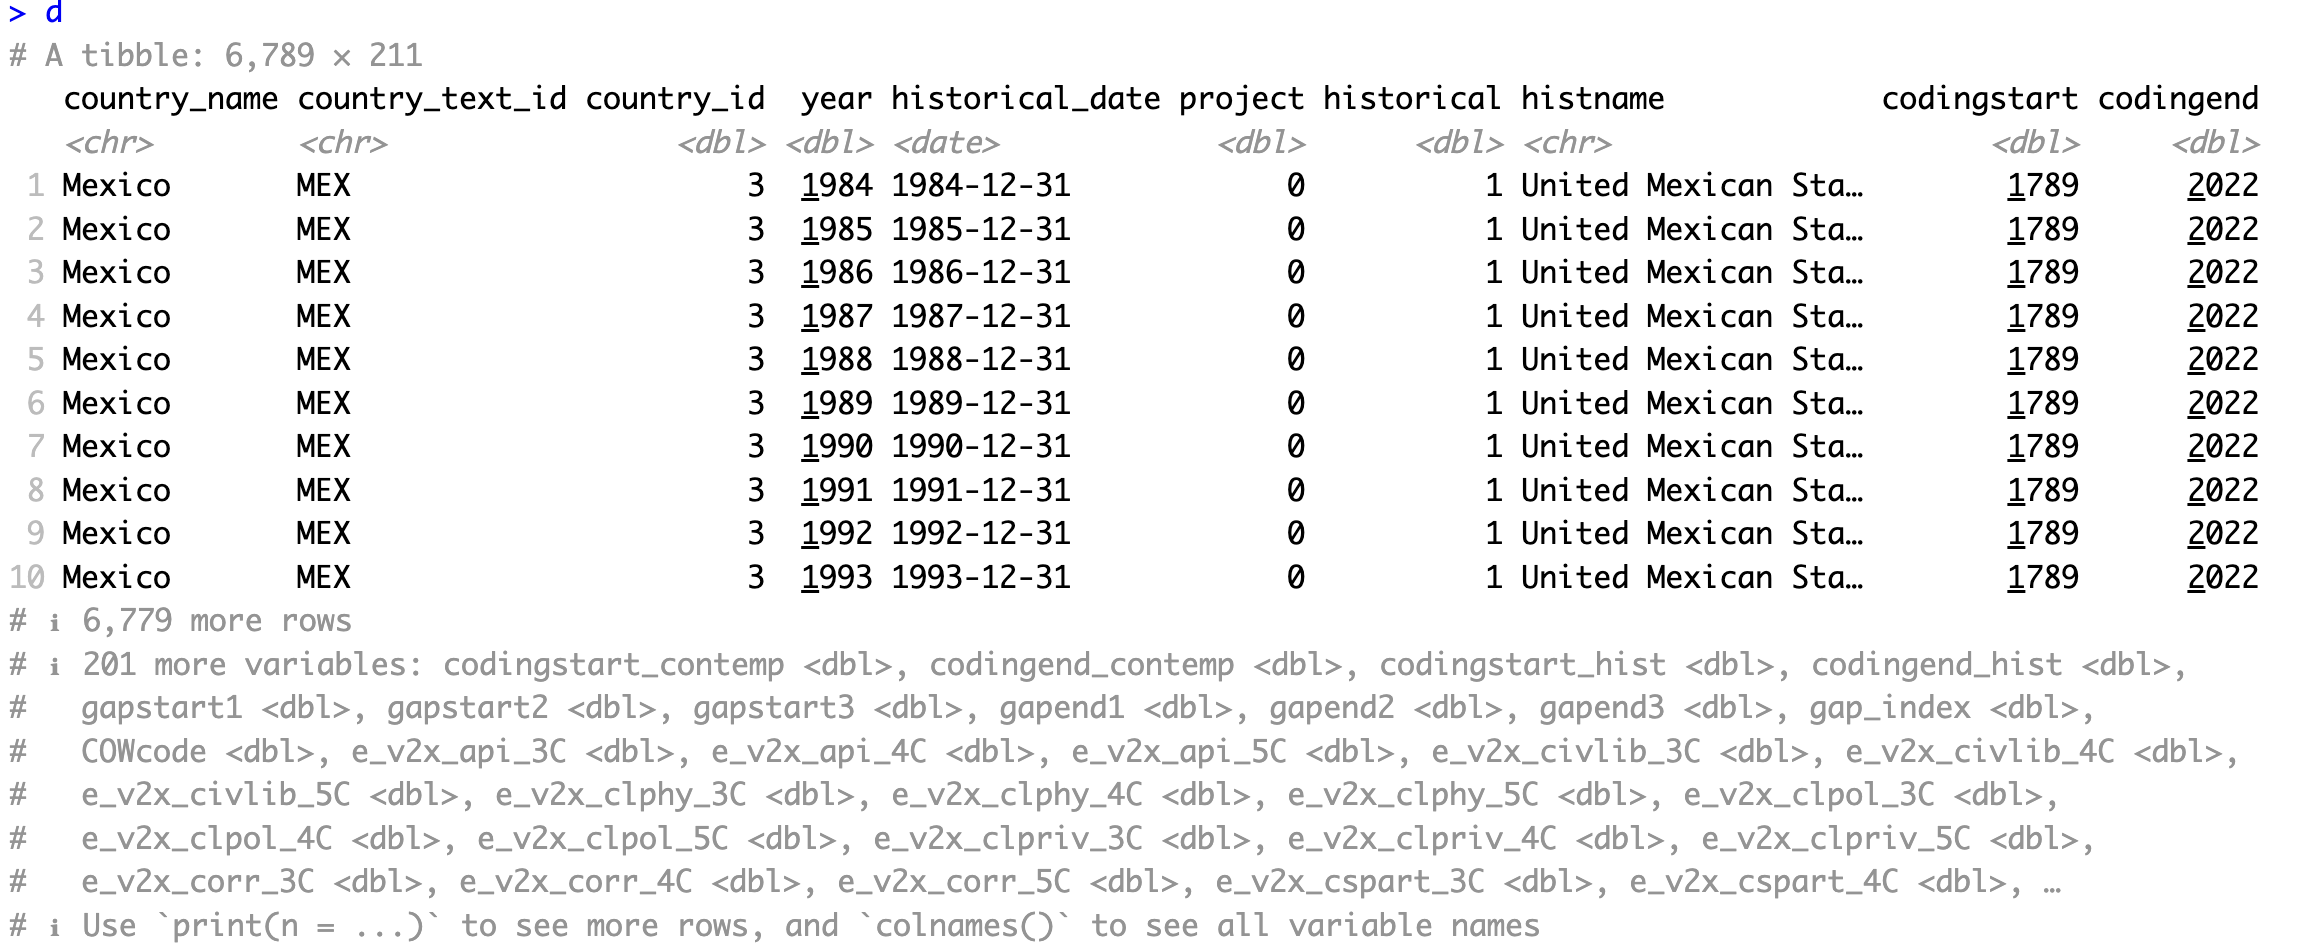 > d
# A tibble: 6,789 × 211
   country_name country_text_id country_id  year historical_date project historical histname            codingstart codingend
   <chr>        <chr>                <dbl> <dbl> <date>            <dbl>      <dbl> <chr>                     <dbl>     <dbl>
 1 Mexico       MEX                      3  1984 1984-12-31            0          1 United Mexican Sta…        1789      2022
 2 Mexico       MEX                      3  1985 1985-12-31            0          1 United Mexican Sta…        1789      2022
 3 Mexico       MEX                      3  1986 1986-12-31            0          1 United Mexican Sta…        1789      2022
 4 Mexico       MEX                      3  1987 1987-12-31            0          1 United Mexican Sta…        1789      2022
 5 Mexico       MEX                      3  1988 1988-12-31            0          1 United Mexican Sta…        1789      2022
 6 Mexico       MEX                      3  1989 1989-12-31            0          1 United Mexican Sta…        1789      2022
 7 Mexico       MEX                      3  1990 1990-12-31            0          1 United Mexican Sta…        1789      2022
 8 Mexico       MEX                      3  1991 1991-12-31            0          1 United Mexican Sta…        1789      2022
 9 Mexico       MEX                      3  1992 1992-12-31            0          1 United Mexican Sta…        1789      2022
10 Mexico       MEX                      3  1993 1993-12-31            0          1 United Mexican Sta…        1789      2022
# ℹ 6,779 more rows
# ℹ 201 more variables: codingstart_contemp <dbl>, codingend_contemp <dbl>, codingstart_hist <dbl>, codingend_hist <dbl>,
#   gapstart1 <dbl>, gapstart2 <dbl>, gapstart3 <dbl>, gapend1 <dbl>, gapend2 <dbl>, gapend3 <dbl>, gap_index <dbl>,
#   COWcode <dbl>, e_v2x_api_3C <dbl>, e_v2x_api_4C <dbl>, e_v2x_api_5C <dbl>, e_v2x_civlib_3C <dbl>, e_v2x_civlib_4C <dbl>,
#   e_v2x_civlib_5C <dbl>, e_v2x_clphy_3C <dbl>, e_v2x_clphy_4C <dbl>, e_v2x_clphy_5C <dbl>, e_v2x_clpol_3C <dbl>,
#   e_v2x_clpol_4C <dbl>, e_v2x_clpol_5C <dbl>, e_v2x_clpriv_3C <dbl>, e_v2x_clpriv_4C <dbl>, e_v2x_clpriv_5C <dbl>,
#   e_v2x_corr_3C <dbl>, e_v2x_corr_4C <dbl>, e_v2x_corr_5C <dbl>, e_v2x_cspart_3C <dbl>, e_v2x_cspart_4C <dbl>, …
# ℹ Use `print(n = ...)` to see more rows, and `colnames()` to see all variable names